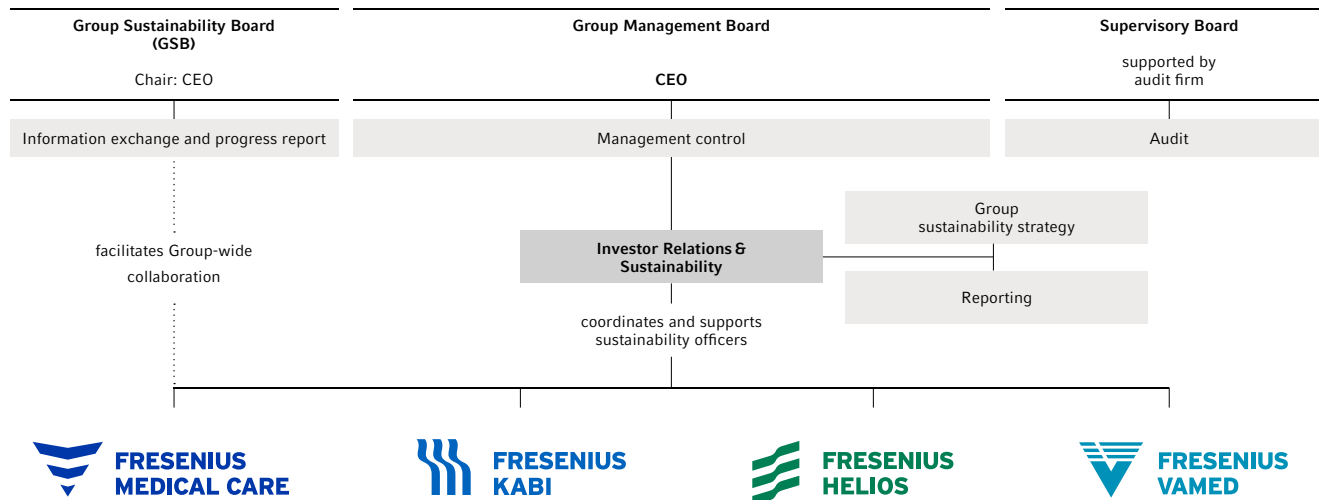 Group Sustainability Board
(GSB)
Chair: CEO
Information exchange and progress report
facilitates Group-wide
collaboration
Group Management Board
CEO
Management control
Investor Relations &
Sustainability
coordinates and supports
sustainability officers
Supervisory Board
supported by
audit firm
Audit
Group
sustainability strategy
Reporting
FRESENIUS
MEDICAL CARE
FRESENIUS
KABI
FRESENIUS
HELIOS
FRESENIUS
VAMED